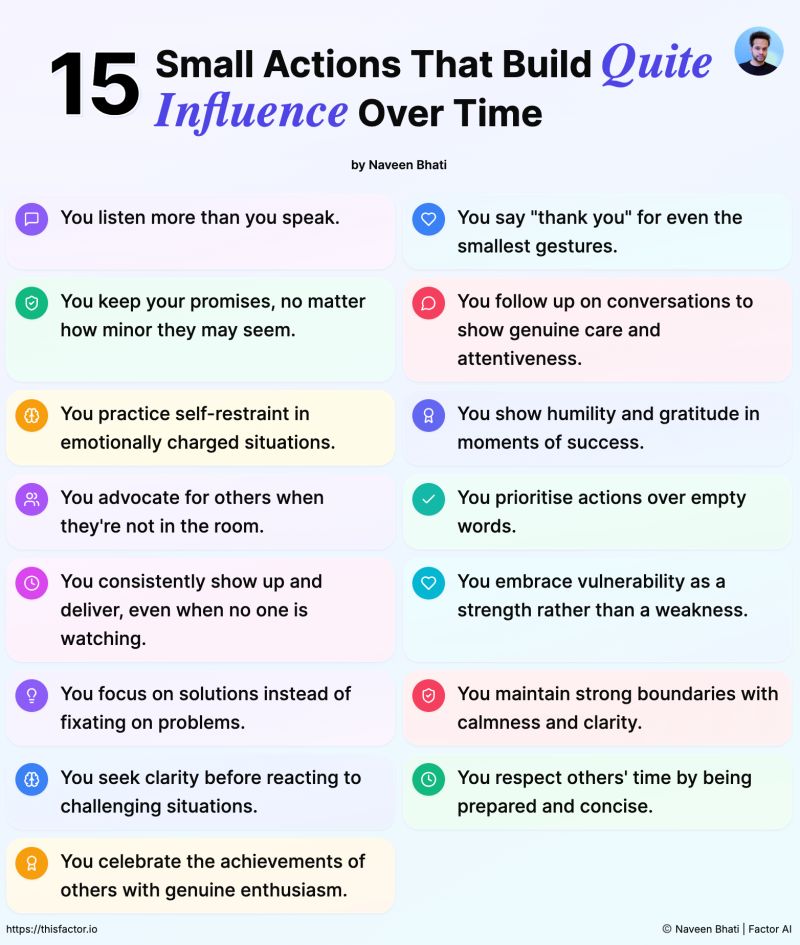 15
Small Actions That Build Quite
Influence Over Time
by Naveen Bhati
You listen more than you speak.
You say "thank you" for even the
smallest gestures.
You keep your promises, no matter
how minor they may seem.
You follow up on conversations to
show genuine care and
attentiveness.
You practice self-restraint in
emotionally charged situations.
You show humility and gratitude in
moments of success.
You advocate for others when
they're not in the room.
You prioritise actions over empty
words.
You consistently show up and
deliver, even when no one is
watching.
You embrace vulnerability as a
strength rather than a weakness.
You focus on solutions instead of
fixating on problems.
You maintain strong boundaries with
calmness and clarity.
You seek clarity before reacting to
challenging situations.
You respect others' time by being
prepared and concise.
You celebrate the achievements of
others with genuine enthusiasm.
https://thisfactor.io
© Naveen Bhati | Factor AI